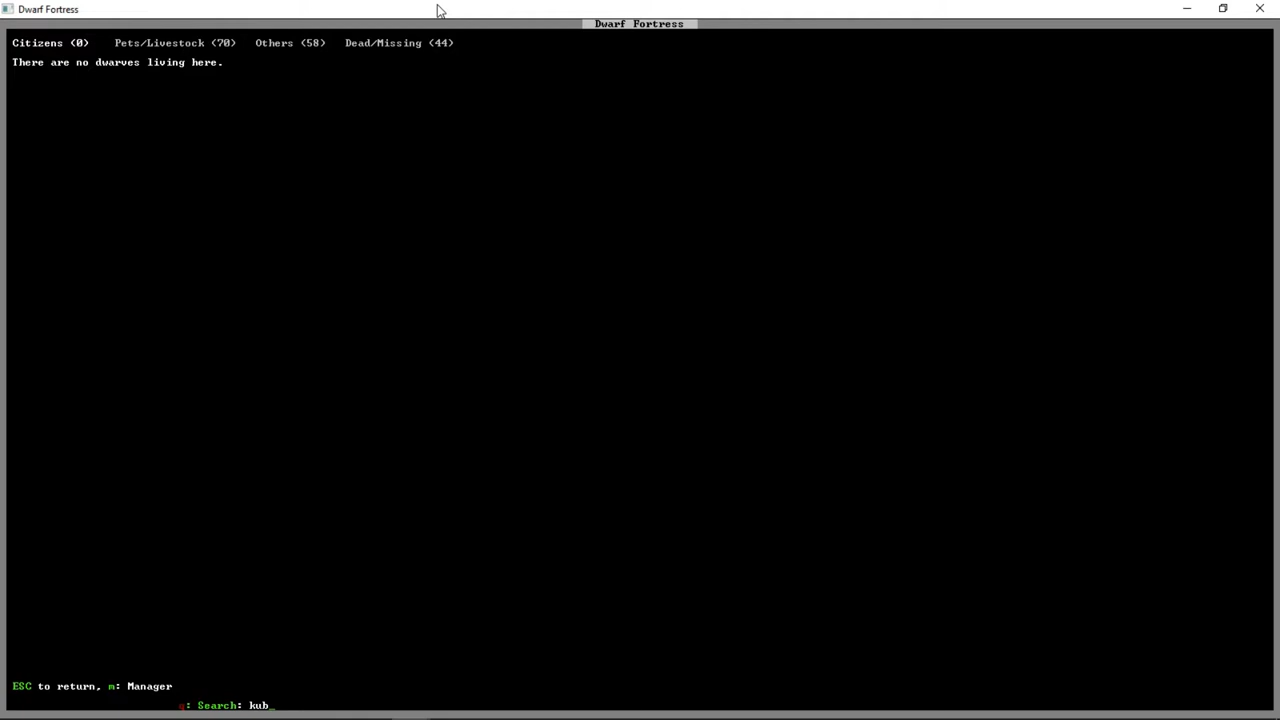 Dwarf Fortress
Dwarf Fortress
Citizens (0) Pets/Livestock (70) Others (58) Dead/Missing (44)
There are no dwarves living here.
ESC to return, m: Manager
q: Search: kub_